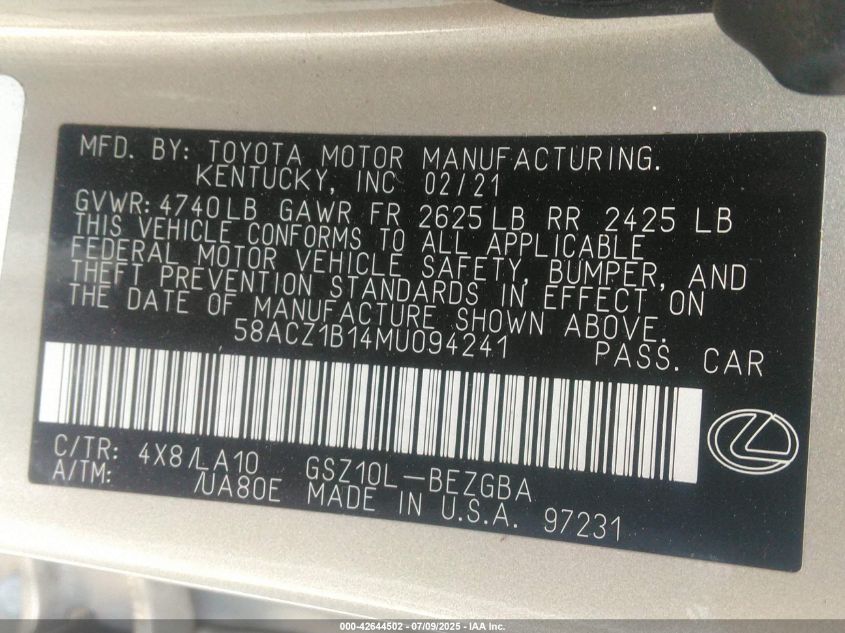 MFD. BY: TOYOTA MOTOR MANUFACTURING.
KENTUCKY, INC 02/21
GVWR: 4740LB GAWR FR 2625LB RR 2425 LB
THIS VEHICLE CONFORMS TO ALL APPLICABLE
FEDERAL MOTOR VEHICLE SAFETY, BUMPER, AND
THEFT PREVENTION STANDARDS IN EFFECT ON
THE DATE OF MANUFACTURE SHOWN ABOVE.
58ACZ1B14MU094241 PASS. CAR
C/TR: 4X8/LA10 GSZ10L-BEZGBA
A/TM: /UA80E MADE IN U.S.A. 97231
000-42644502 - 07/09/2025 - IAA Inc.